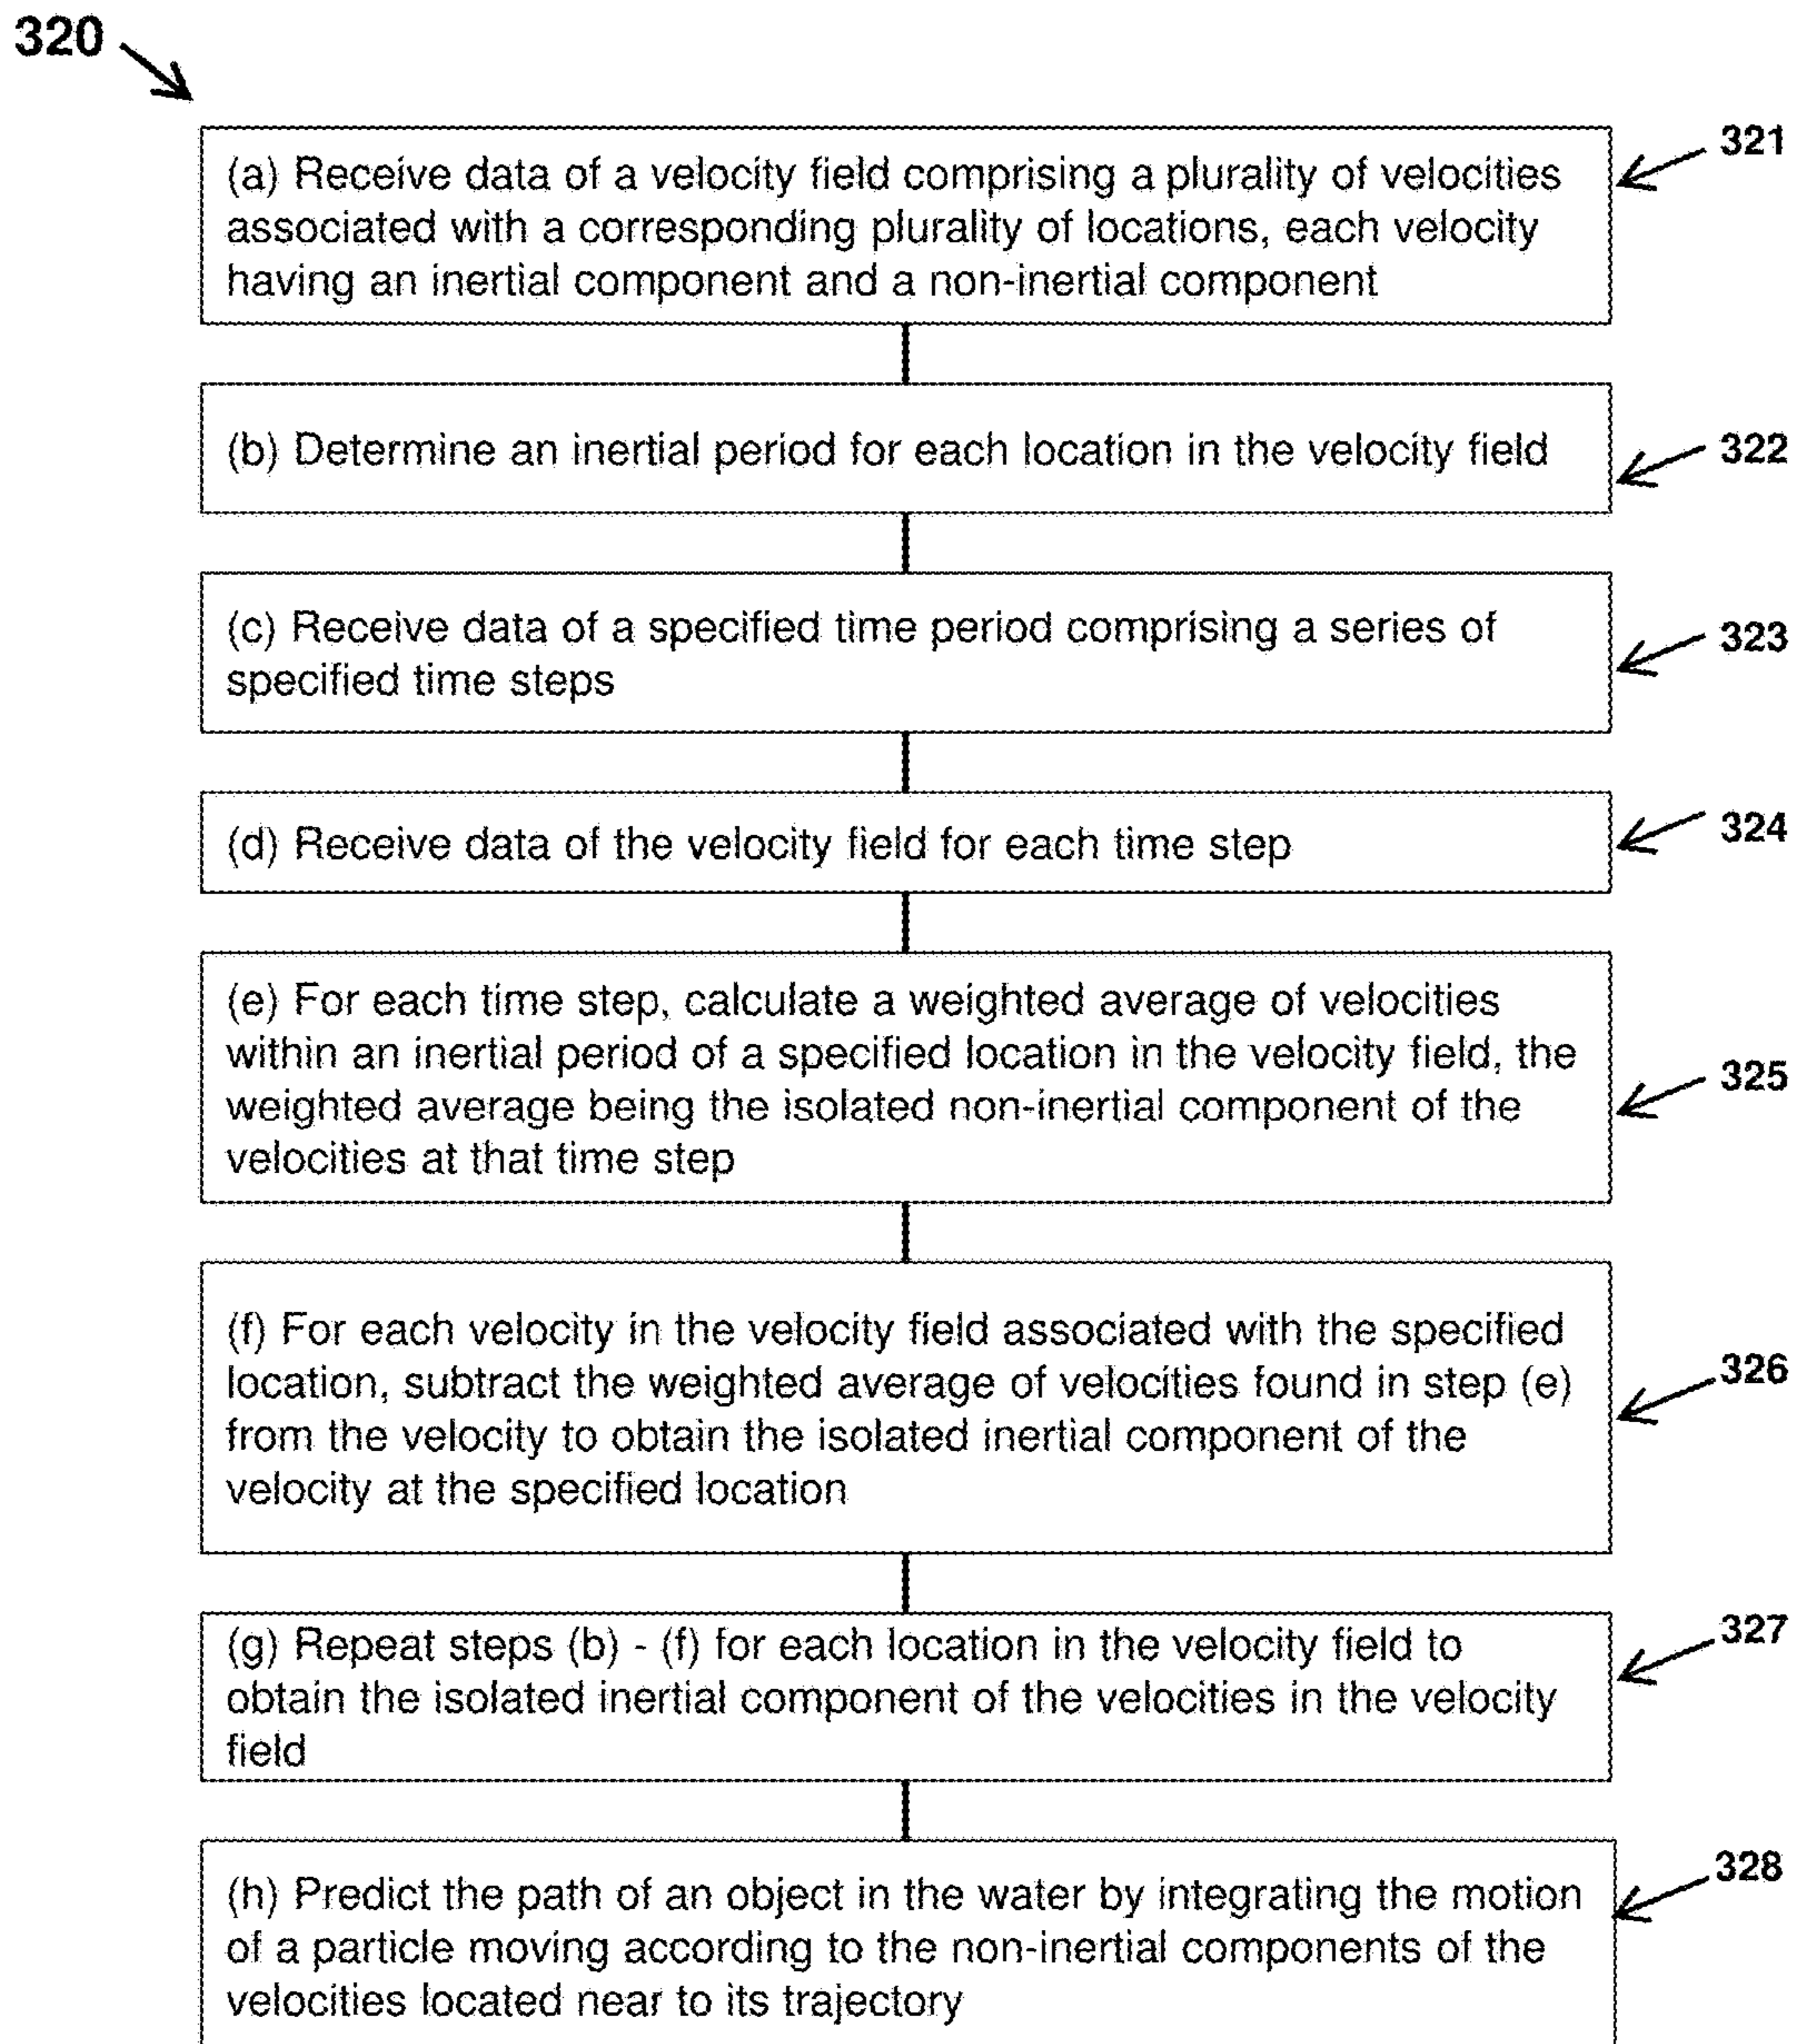 320
(a) Receive data of a velocity field comprising a plurality of velocities
associated with a corresponding plurality of locations, each velocity
having an inertial component and a non-inertial component
321
(b) Determine an inertial period for each location in the velocity field
322
(c) Receive data of a specified time period comprising a series of
specified time steps
323
(d) Receive data of the velocity field for each time step
324
(e) For each time step, calculate a weighted average of velocities
within an inertial period of a specified location in the velocity field, the
weighted average being the isolated non-inertial component of the
velocities at that time step
325
(f) For each velocity in the velocity field associated with the specified
location, subtract the weighted average of velocities found in step (e)
from the velocity to obtain the isolated inertial component of the
velocity at the specified location
326
(g) Repeat steps (b) - (f) for each location in the velocity field to
obtain the isolated inertial component of the velocities in the velocity
field
327
(h) Predict the path of an object in the water by integrating the motion
of a particle moving according to the non-inertial components of the
velocities located near to its trajectory
328